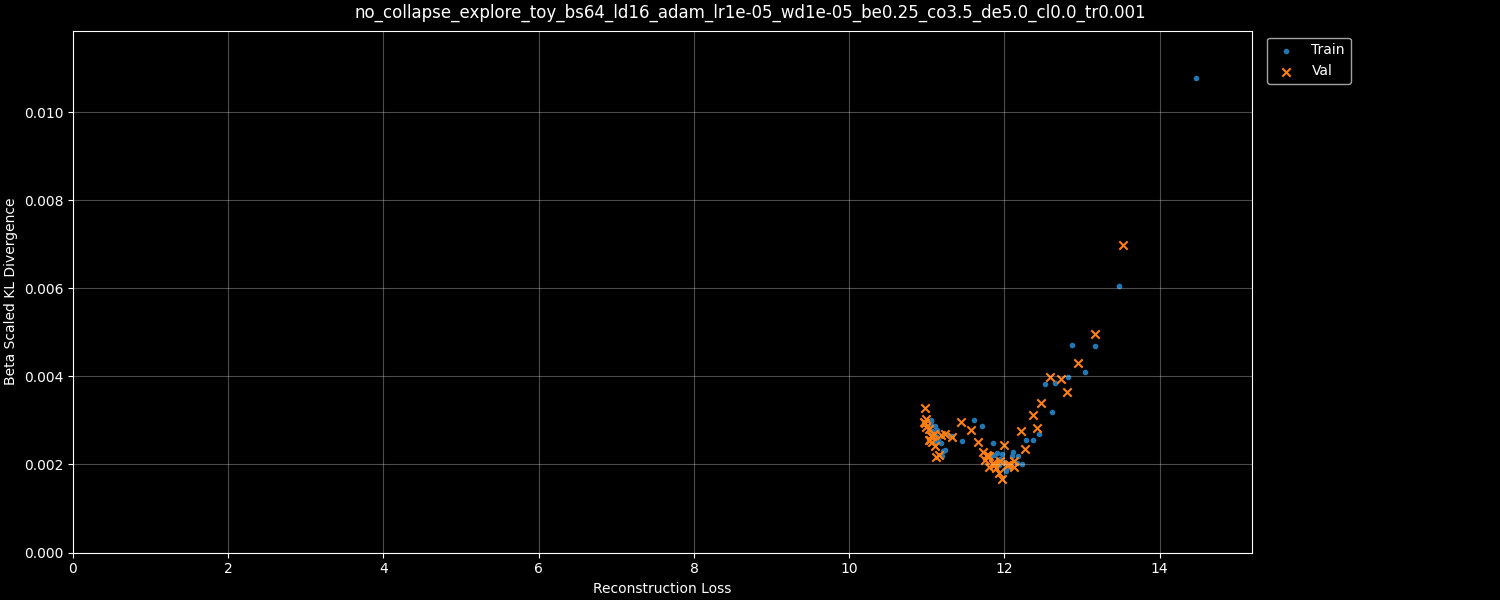 no_collapse_explore_toy_bs64_ld16_adam_lr1e-05_wd1e-05_be0.25_co3.5_de5.0_cl0.0_tr0.001
Train
Val
Beta Scaled KL Divergence
0.010
0.008
0.006
0.004
0.002
0.000
0
2
4
6
8
10
12
14
Reconstruction Loss